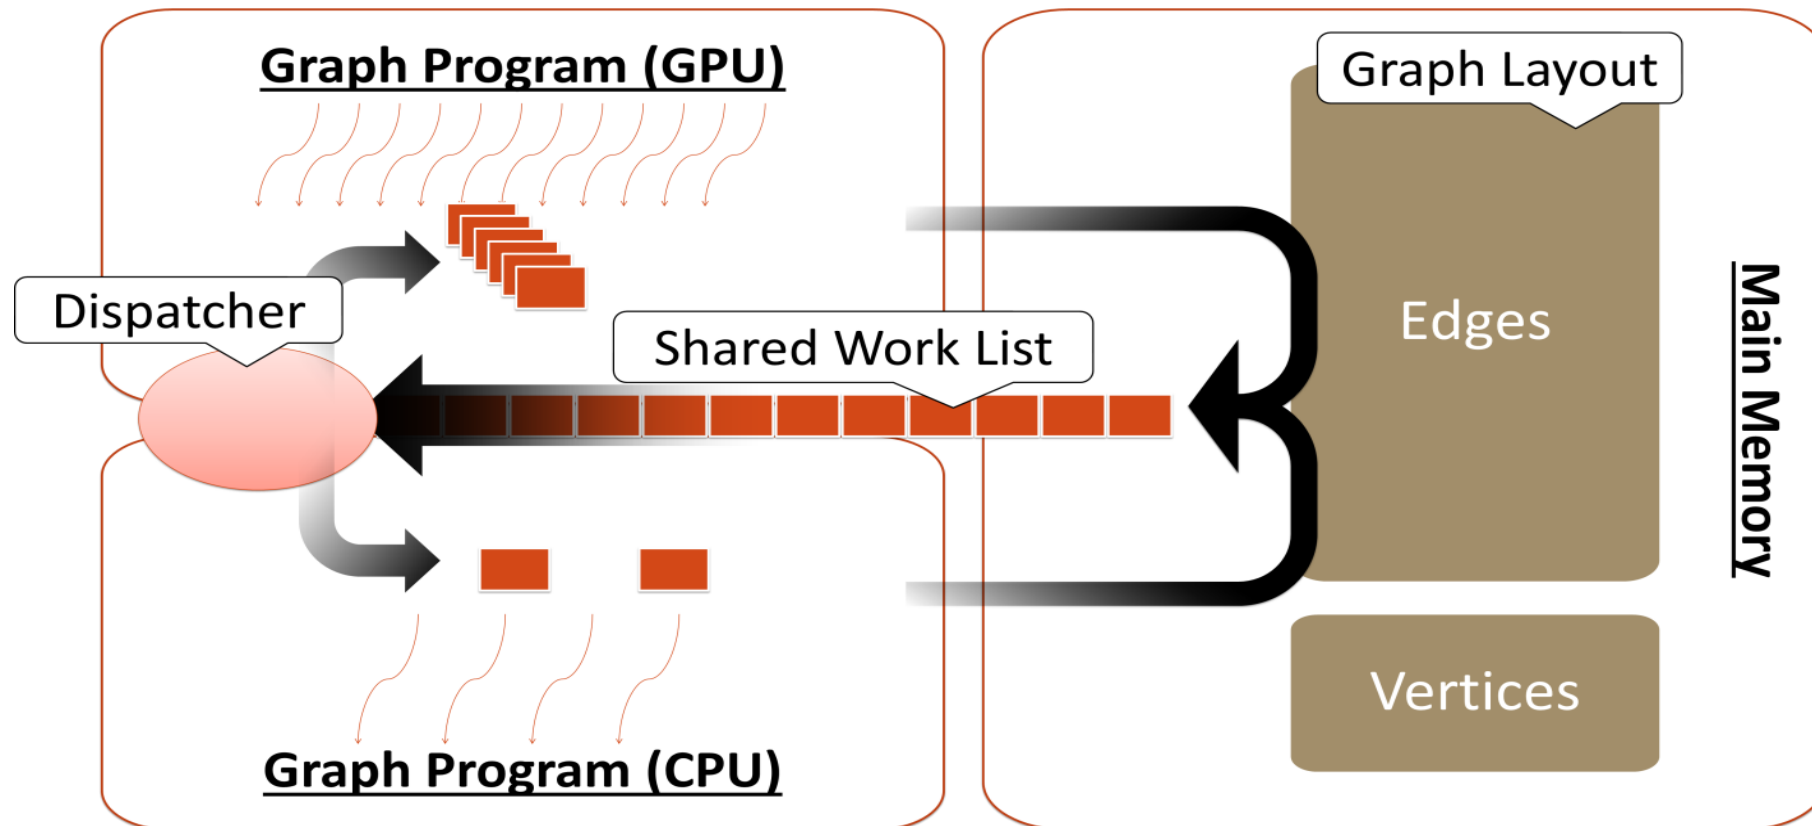 Graph Program (GPU)
Graph Layout
Dispatcher
Shared Work List
Edges
Main Memory
Vertices
Graph Program (CPU)